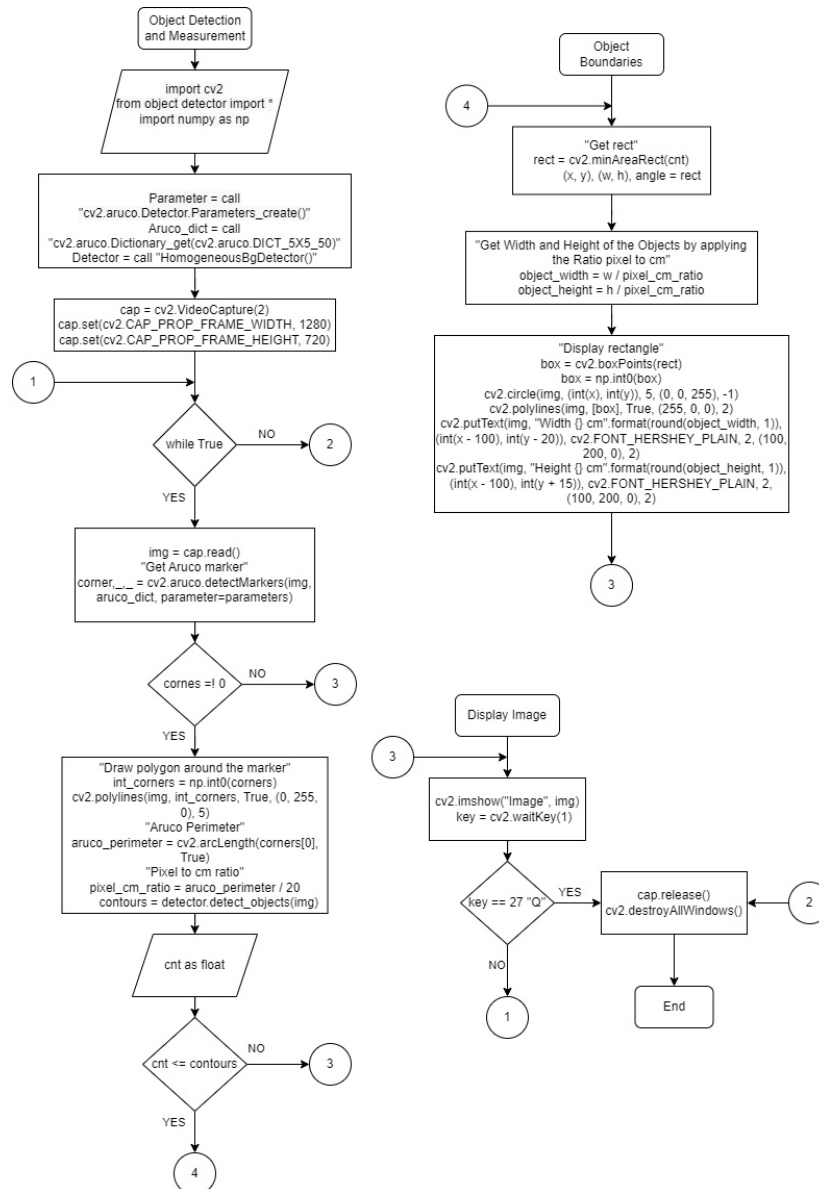 Object Detection
and Measurement
import cv2
from object detector import *
import numpy as np
Parameter = call
"cv2.aruco.Detector.Parameters_create()"
Aruco_dict = call
"cv2.aruco.Dictionary_get(cv2.aruco.DICT_5X5_50)"
Detector = call "HomogeneousBgDetector()"
cap = cv2.VideoCapture(2)
cap.set(cv2.CAP_PROP_FRAME_WIDTH, 1280)
cap.set(cv2.CAP_PROP_FRAME_HEIGHT, 720)
1
while True
NO
2
YES
img = cap.read()
"Get Aruco marker"
corner,_,_ = cv2.aruco.detectMarkers(img,
aruco_dict, parameter=parameters)
cornes =! 0
NO
3
YES
"Draw polygon around the marker"
int_corners = np.int0(corners)
cv2.polylines(img, int_corners, True, (0, 255,
0), 5)
"Aruco Perimeter"
aruco_perimeter = cv2.arcLength(corners[0],
True)
"Pixel to cm ratio"
pixel_cm_ratio = aruco_perimeter / 20
contours = detector.detect_objects(img)
cnt as float
cnt <= contours
NO
3
YES
4
Object
Boundaries
4
"Get rect"
rect = cv2.minAreaRect(cnt)
(x, y), (w, h), angle = rect
"Get Width and Height of the Objects by applying
the Ratio pixel to cm"
object_width = w / pixel_cm_ratio
object_height = h / pixel_cm_ratio
"Display rectangle"
box = cv2.boxPoints(rect)
box = np.int0(box)
cv2.circle(img, (int(x), int(y)), 5, (0, 0, 255), -1)
cv2.polylines(img, [box], True, (255, 0, 0), 2)
cv2.putText(img, "Width {} cm".format(round(object_width, 1)),
(int(x - 100), int(y - 20)), cv2.FONT_HERSHEY_PLAIN, 2, (100,
200, 0), 2)
cv2.putText(img, "Height {} cm".format(round(object_height, 1)),
(int(x - 100), int(y + 15)), cv2.FONT_HERSHEY_PLAIN, 2,
(100, 200, 0), 2)
3
Display Image
3
cv2.imshow("Image", img)
key = cv2.waitKey(1)
key == 27 "Q"
YES
cap.release()
cv2.destroyAllWindows()
2
NO
1
End